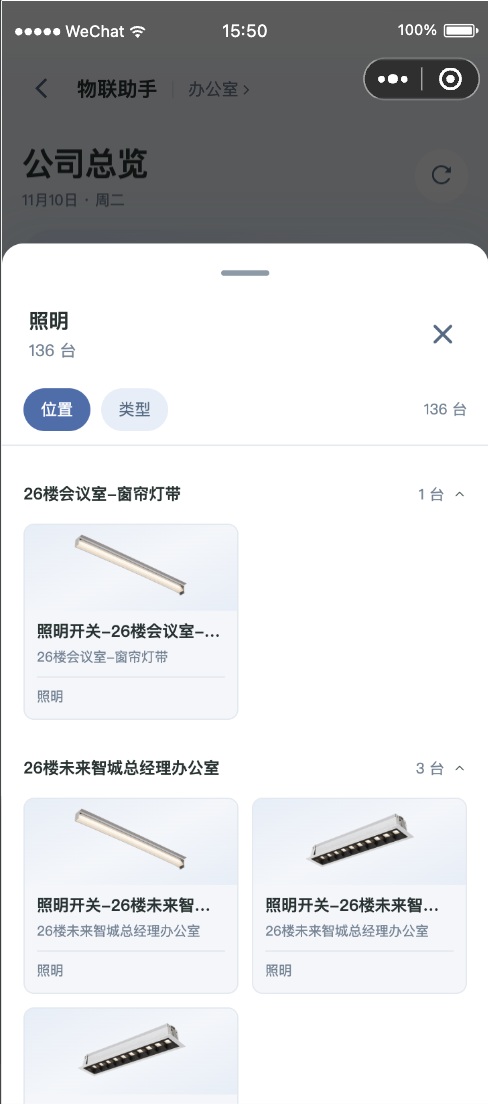 WeChat 15:50 100%
物联助手 办公室
公司总览
11月10日 · 周二
照明
136 台
位置 类型 136 台
26楼会议室-窗帘灯带 1 台
照明开关-26楼会议室-...
26楼会议室-窗帘灯带
照明
26楼未来智城总经理办公室 3 台
照明开关-26楼未来智... 照明开关-26楼未来智...
26楼未来智城总经理办公室 26楼未来智城总经理办公室
照明 照明